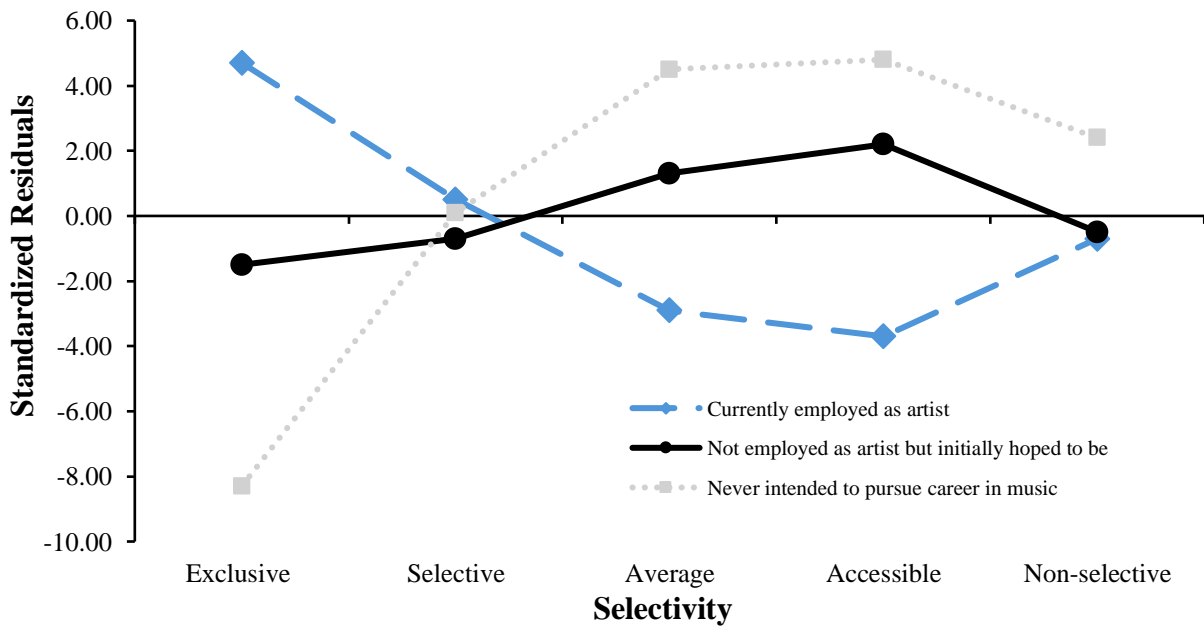 6.00
4.00
2.00
0.00
-2.00
-4.00
-6.00
-8.00
-10.00
Standardized Residuals
Currently employed as artist
Not employed as artist but initially hoped to be
Never intended to pursue career in music
Exclusive Selective Average Accessible Non-selective
Selectivity